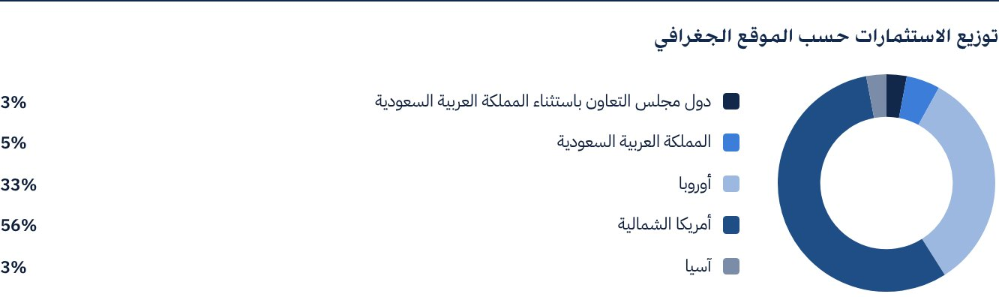 توزيع الاستثمارات حسب الموقع الجغرافي
دول مجلس التعاون باستثناء المملكة العربية السعودية 3%
المملكة العربية السعودية 5%
أوروبا 33%
أمريكا الشمالية 56%
آسيا 3%